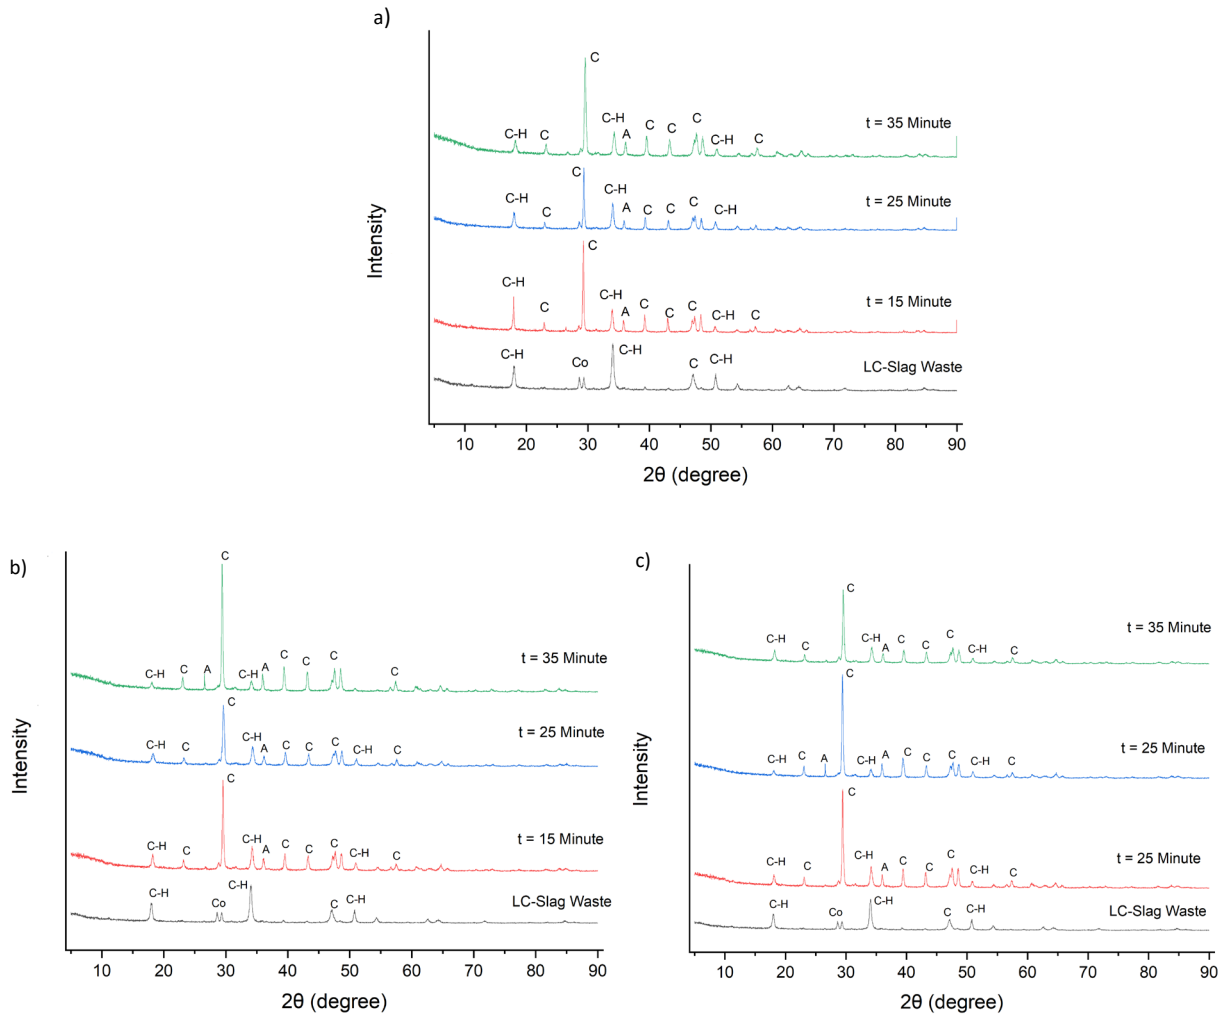 a)
Intensity
C
C-H
C
C-H
A
C
C
C
C-H
C
t = 35 Minute
C-H
C
C
C-H
A
C
C
C
C-H
t = 25 Minute
C-H
C
C
C-H
A
C
C
C
C-H
C
t = 15 Minute
C-H
Co
C-H
C
C-H
LC-Slag Waste
10 20 30 40 50 60 70 80 90
2θ (degree)
b)
Intensity
C
C-H
C
A
C-H
A
C
C
C
C
t = 35 Minute
C-H
C
C
C-H
A
C
C
C
C-H
C
t = 25 Minute
C-H
C
C
C-H
A
C
C
C
C-H
C
t = 15 Minute
C-H
Co
C-H
C
C-H
LC-Slag Waste
10 20 30 40 50 60 70 80 90
2θ (degree)
c)
Intensity
C
C-H
C
C-H
A
C
C
C
C-H
C
t = 35 Minute
C-H
C
A
C
C-H
A
C
C
C
C-H
C
t = 25 Minute
C-H
C
C
C-H
A
C
C
C
C-H
C
t = 25 Minute
C-H
Co
C-H
C
C-H
LC-Slag Waste
10 20 30 40 50 60 70 80 90
2θ (degree)